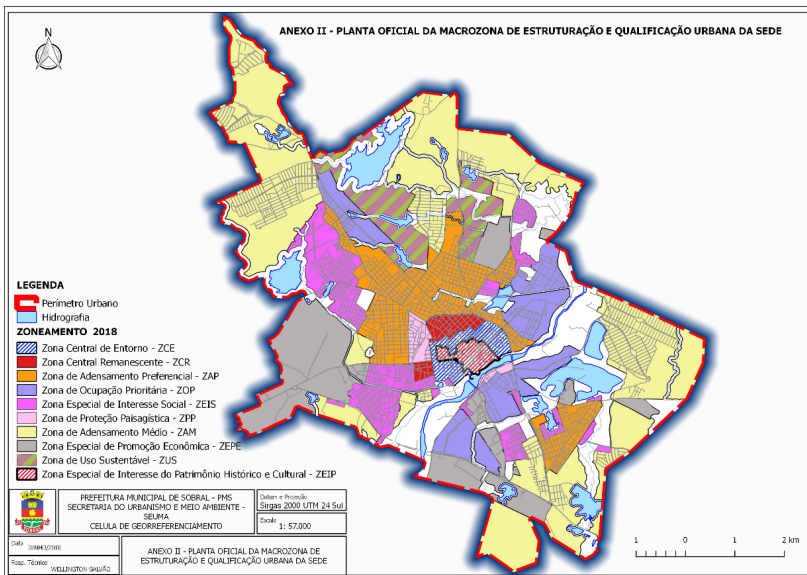 ANEXO II - PLANTA OFICIAL DA MACROZONA DE ESTRUTURAÇÃO E QUALIFICAÇÃO URBANA DA SEDE
N
LEGENDA
Perímetro Urbano
Hidrografia
ZONEAMENTO 2018
Zona Central de Entorno - ZCE
Zona Central Remanescente - ZCR
Zona de Adensamento Preferencial - ZAP
Zona de Ocupação Prioritária - ZOP
Zona Especial de Interesse Social - ZEIS
Zona de Proteção Paisagística - ZPP
Zona de Adensamento Médio - ZAM
Zona Especial de Promoção Econômica - ZEPE
Zona de Uso Sustentável - ZUS
Zona Especial de Interesse do Patrimônio Histórico e Cultural - ZEIP
PREFEITURA MUNICIPAL DE SOBRAL - PMS
SECRETARIA DO URBANISMO E MEIO AMBIENTE -
SEUMA
CELULA DE GEORREFERENCIAMENTO
Datum e Projeção
Sirgas 2000 UTM 24 Sul
Escala
1: 57.000
Data
JUNHO/2018
Resp. Técnico
WELLINGTON GALVÃO
ANEXO II - PLANTA OFICIAL DA MACROZONA DE
ESTRUTURAÇÃO E QUALIFICAÇÃO URBANA DA SEDE
1 0 1 2 km